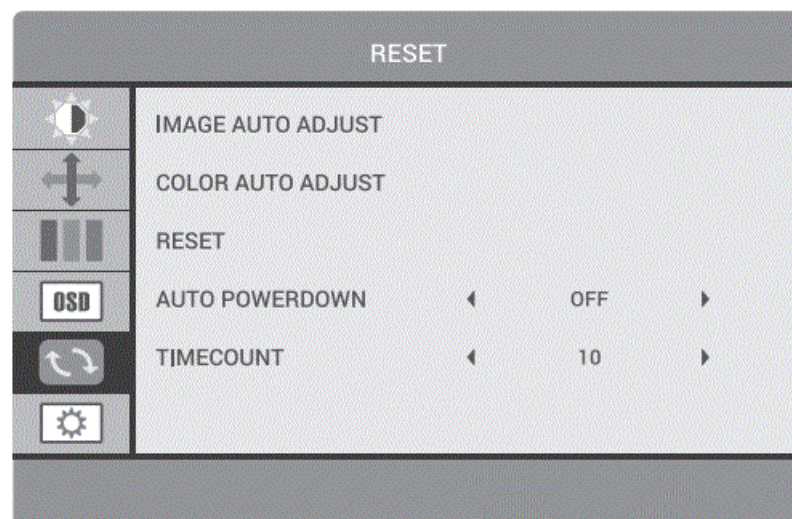 RESET
IMAGE AUTO ADJUST
COLOR AUTO ADJUST
RESET
OSD
AUTO POWERDOWN OFF
TIMECOUNT 10